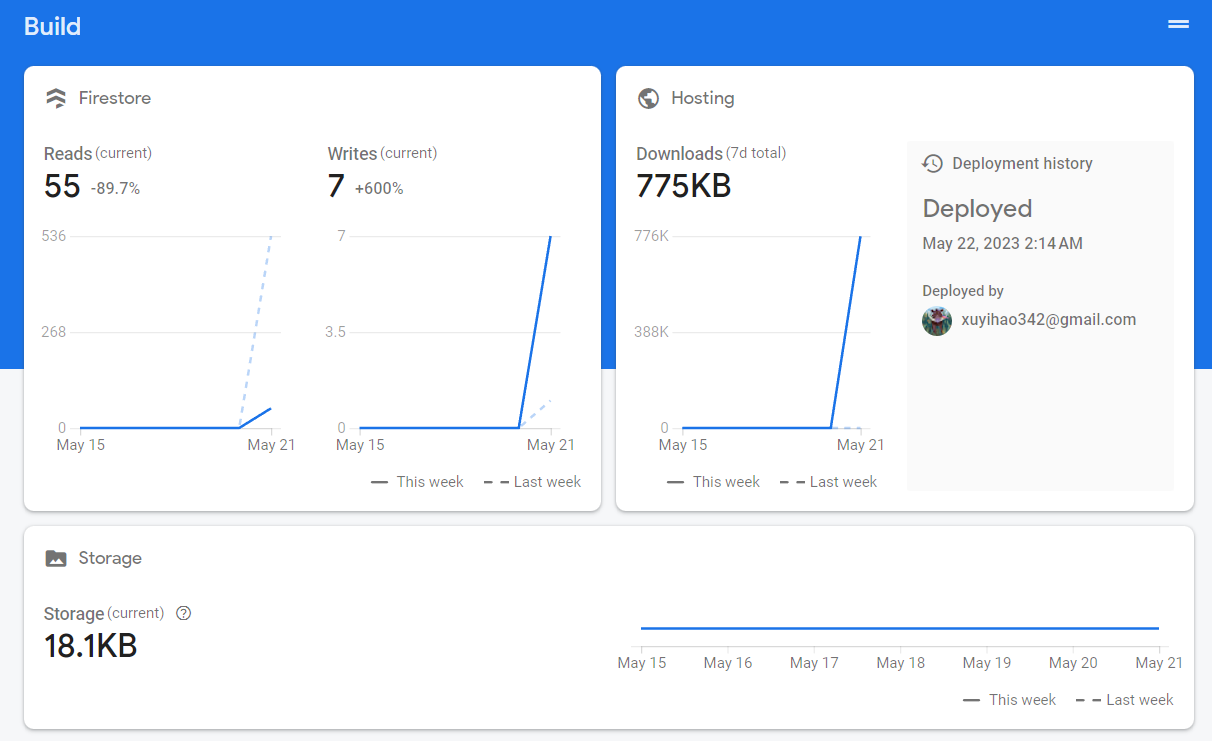 Build
Firestore
Reads (current)
55 -89.7%
536
268
0
May 15
May 21
Writes (current)
7 +600%
7
3.5
0
May 15
May 21
This week
Last week
Hosting
Downloads (7d total)
775KB
776K
388K
0
May 15
May 21
This week
Last week
Deployment history
Deployed
May 22, 2023 2:14 AM
Deployed by
xuyihao342@gmail.com
Storage
Storage (current) ?
18.1KB
May 15
May 16
May 17
May 18
May 19
May 20
May 21
This week
Last week